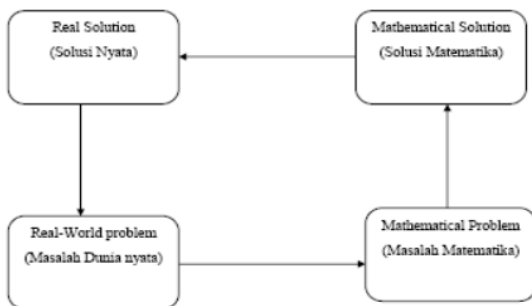 Real Solution
(Solusi Nyata)
Mathematical Solution
(Solusi Matematika)
Real-World problem
(Masalah Dunia nyata)
Mathematical Problem
(Masalah Matematika)